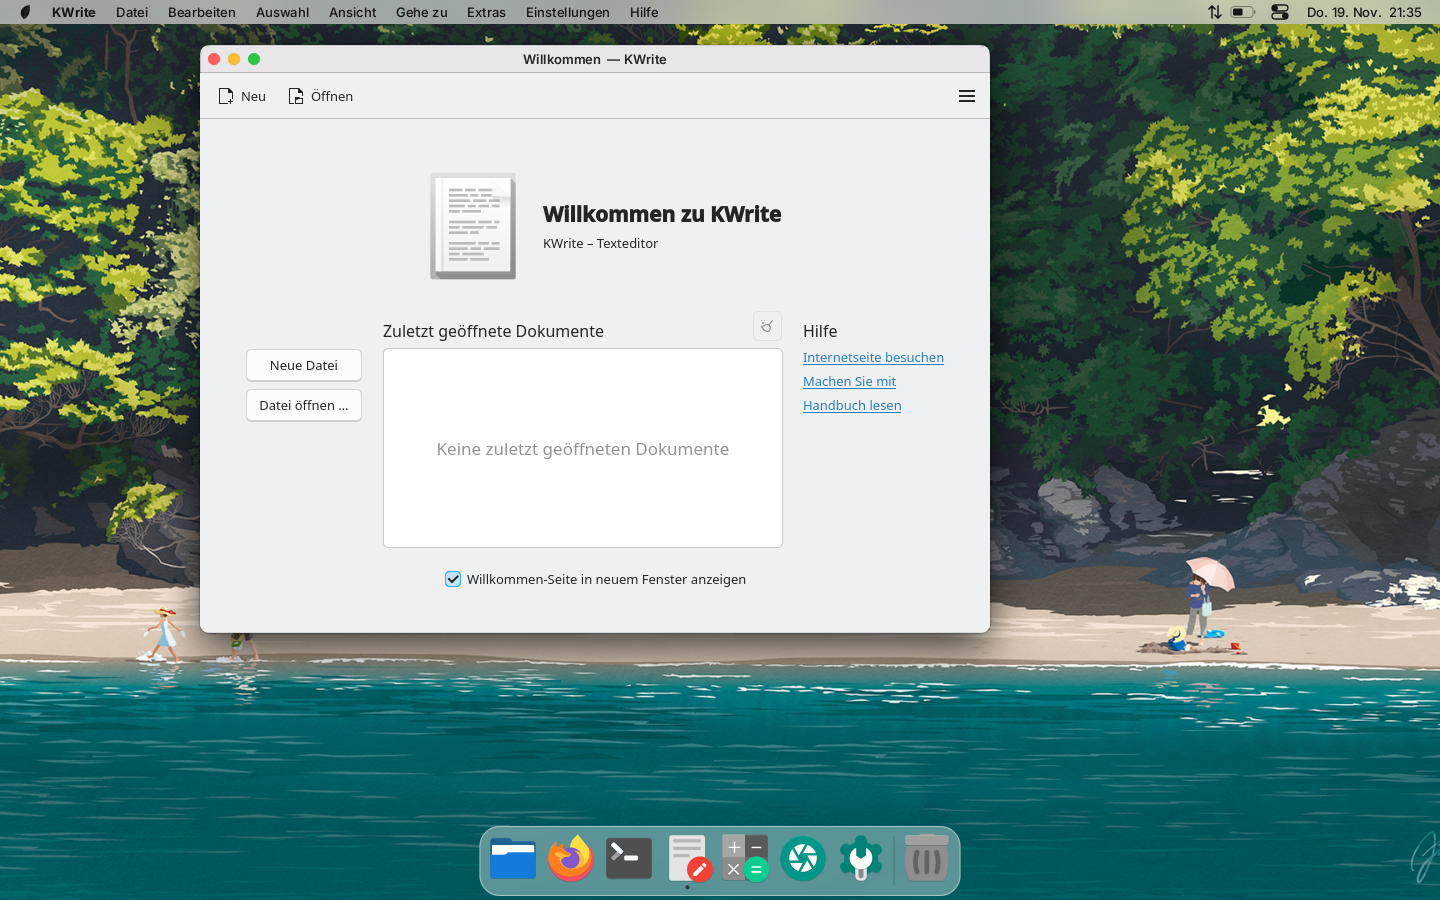 KWrite Datei Bearbeiten Auswahl Ansicht Gehe zu Extras Einstellungen Hilfe Do. 19. Nov. 21:35
Willkommen — KWrite
Neu Öffnen
Willkommen zu KWrite
KWrite – Texteditor
Zuletzt geöffnete Dokumente
Neue Datei
Datei öffnen ...
Keine zuletzt geöffneten Dokumente
Hilfe
Internetseite besuchen
Machen Sie mit
Handbuch lesen
Willkommen-Seite in neuem Fenster anzeigen